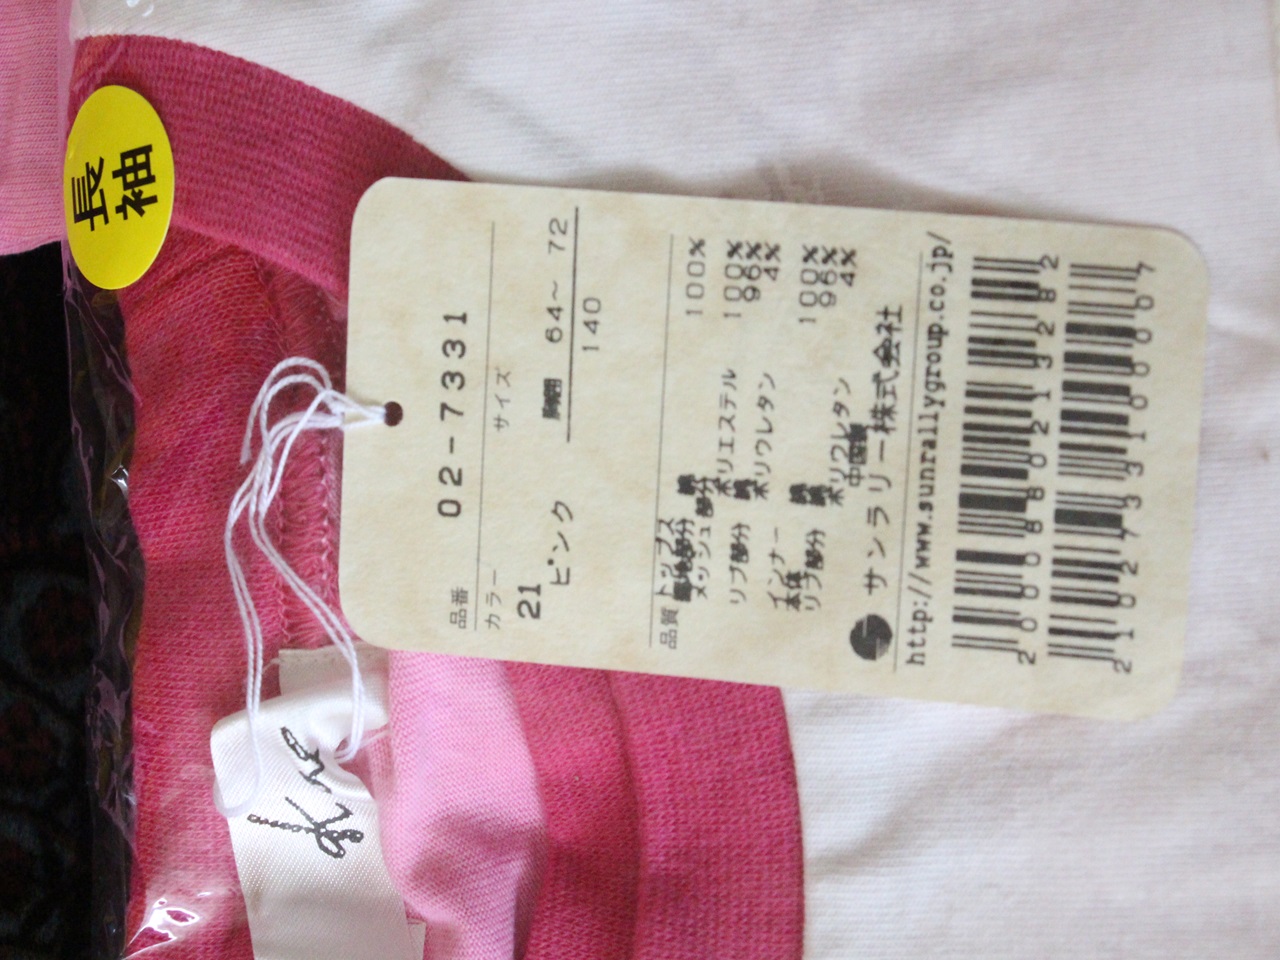 長袖
品番 02-7331
カラー サイズ
21
ピンク
胸囲 64～ 72
140
品質 トップス
無地部分 綿 100%
メッシュ部分
ポリエステル 100%
リブ部分 綿 96%
ポリウレタン 4%
インナー
本体 綿 100%
リブ部分 綿 96%
ポリウレタン 4%
中国製
サンラリー株式会社
http://www.sunrallygroup.co.jp/
2000880213282
2102733100007